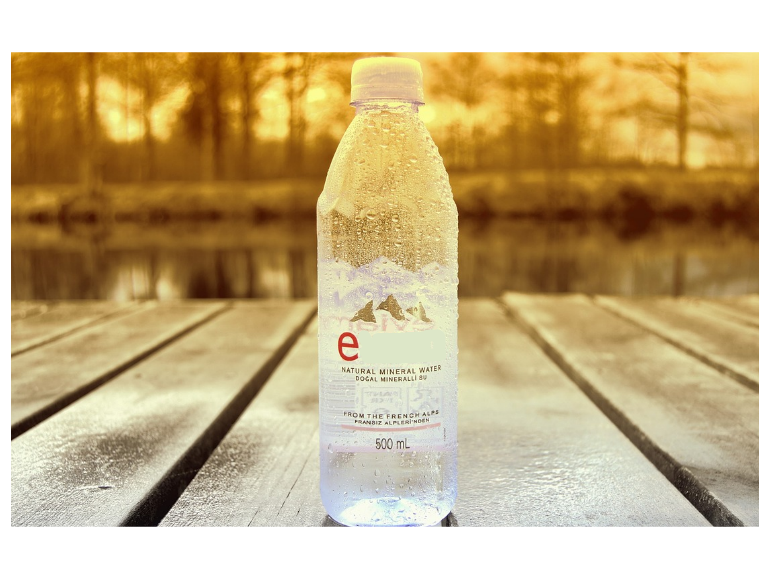 e
NATURAL MINERAL WATER
DOĞAL MİNERALLİ SU
FROM THE FRENCH ALPS
FRANSIZ ALPLERİ'NDEN
500 mL